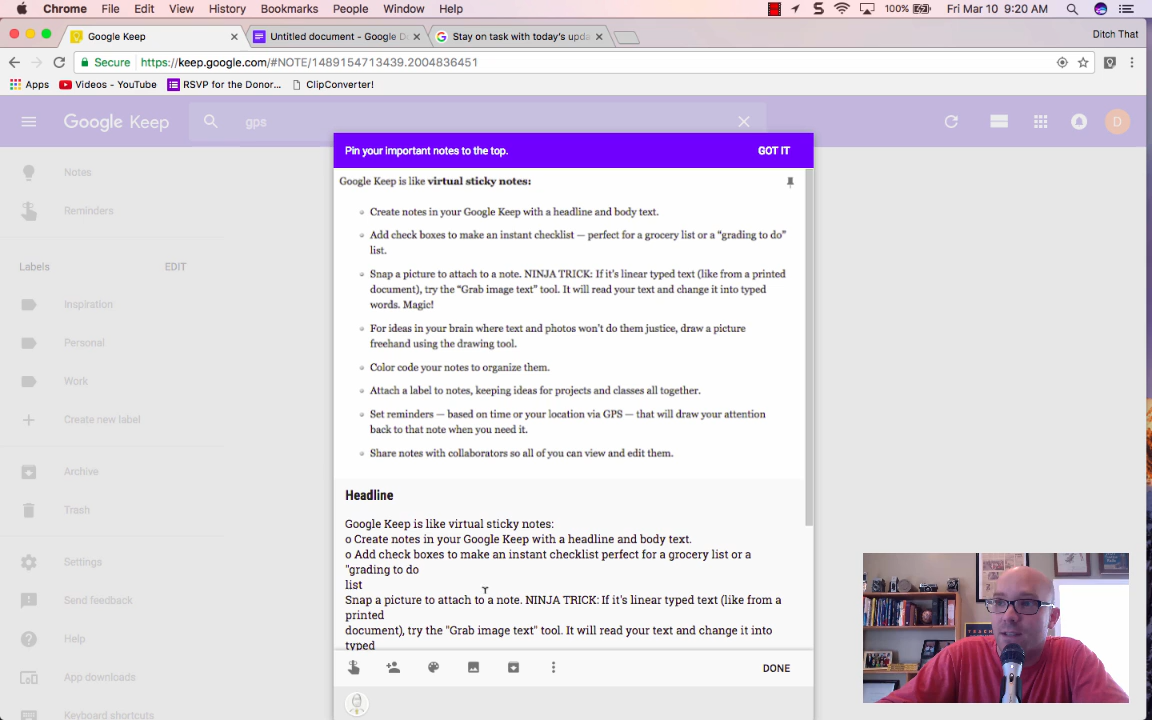 Chrome File Edit View History Bookmarks People Window Help 100% Fri Mar 10 9:20 AM
Google Keep Untitled document - Google D Stay on task with today's upda Ditch That
Secure https://keep.google.com/#NOTE/1489154713439.2004836451
Apps Videos - YouTube RSVP for the Donor... ClipConverter!
Google Keep gps D
Pin your important notes to the top. GOT IT
Notes
Reminders
Labels EDIT
Inspiration
Personal
Work
Create new label
Archive
Trash
Settings
Send feedback
Help
App downloads
Keyboard shortcuts
Google Keep is like virtual sticky notes:
Create notes in your Google Keep with a headline and body text.
Add check boxes to make an instant checklist — perfect for a grocery list or a “grading to do”
list.
Snap a picture to attach to a note. NINJA TRICK: If it’s linear typed text (like from a printed
document), try the “Grab image text” tool. It will read your text and change it into typed
words. Magic!
For ideas in your brain where text and photos won’t do them justice, draw a picture
freehand using the drawing tool.
Color code your notes to organize them.
Attach a label to notes, keeping ideas for projects and classes all together.
Set reminders — based on time or your location via GPS — that will draw your attention
back to that note when you need it.
Share notes with collaborators so all of you can view and edit them.
Headline
Google Keep is like virtual sticky notes:
o Create notes in your Google Keep with a headline and body text.
o Add check boxes to make an instant checklist perfect for a grocery list or a
"grading to do
list
Snap a picture to attach to a note. NINJA TRICK: If it's linear typed text (like from a
printed
document), try the "Grab image text" tool. It will read your text and change it into
typed
DONE